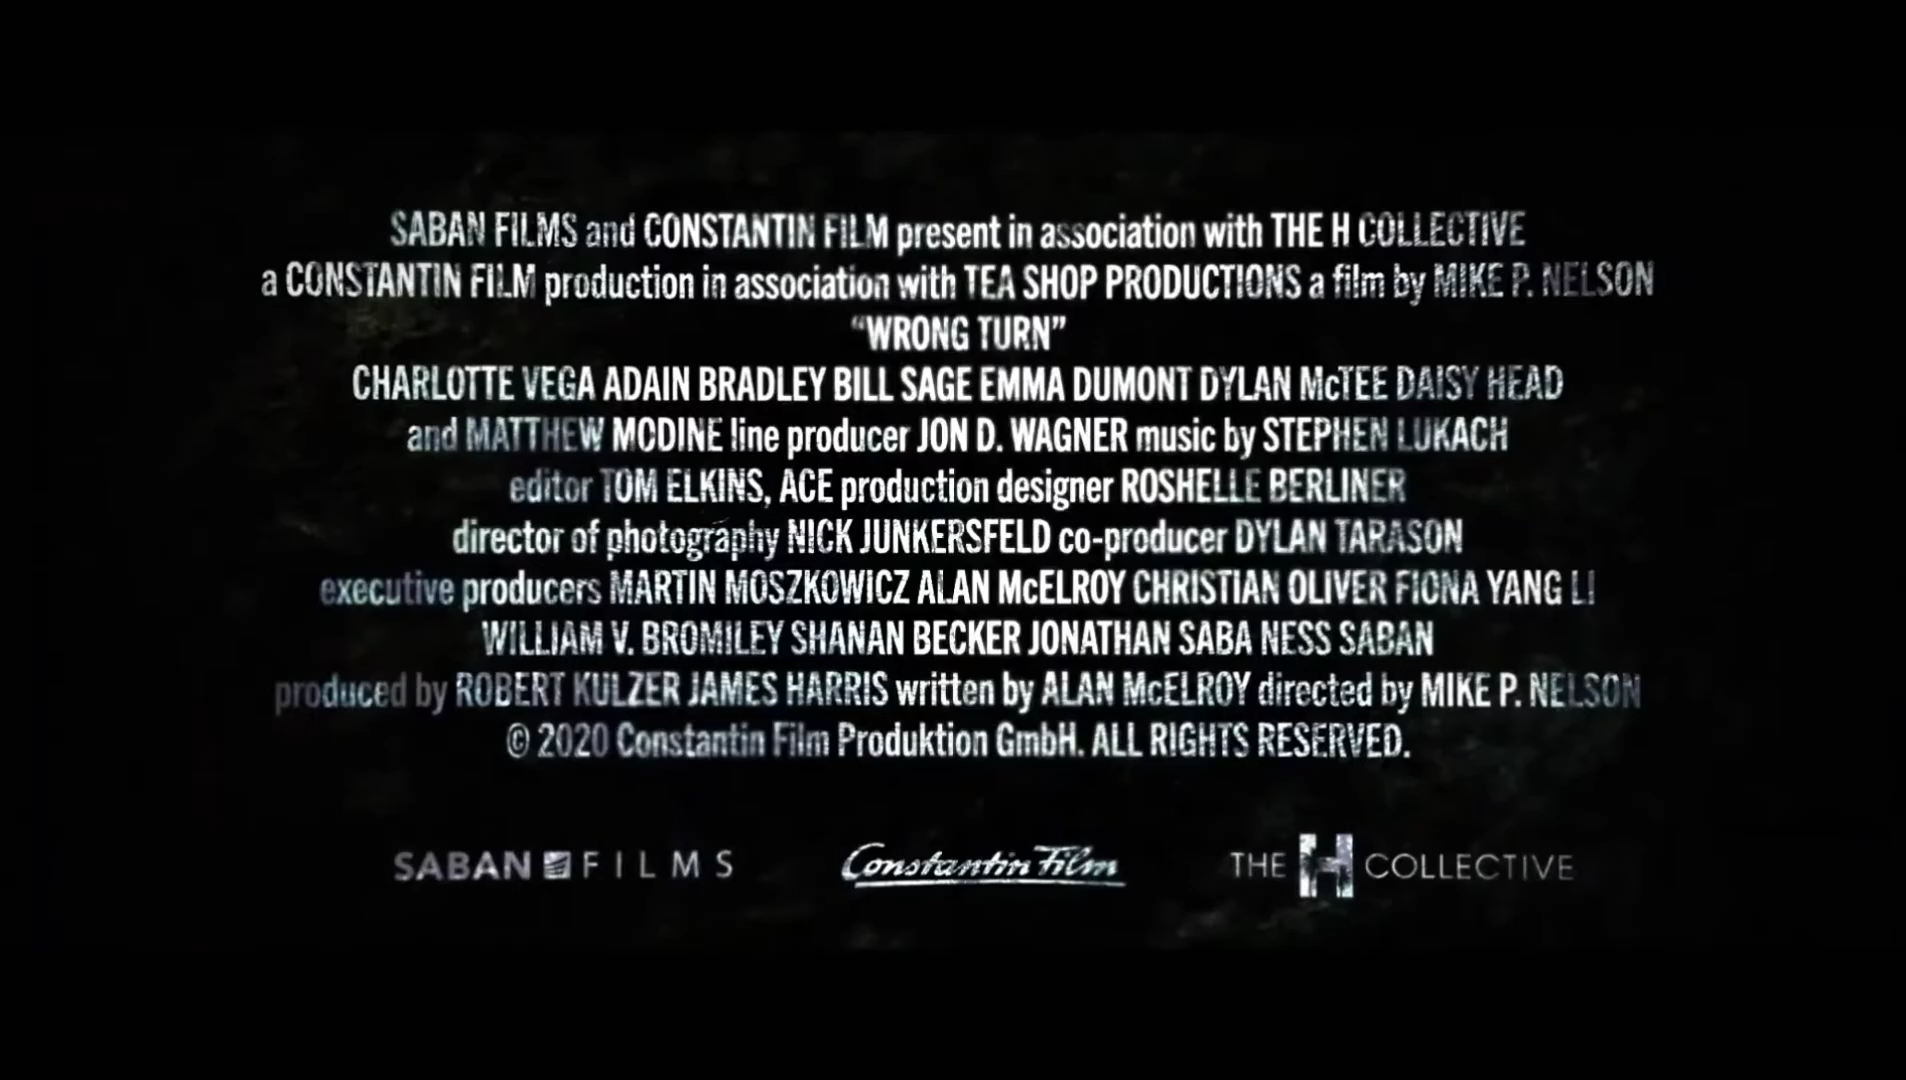 SABAN FILMS and CONSTANTIN FILM present in association with THE H COLLECTIVE
a CONSTANTIN FILM production in association with TEA SHOP PRODUCTIONS a film by MIKE P. NELSON
“WRONG TURN”
CHARLOTTE VEGA ADAIN BRADLEY BILL SAGE EMMA DUMONT DYLAN McTEE DAISY HEAD
and MATTHEW MODINE line producer JON D. WAGNER music by STEPHEN LUKACH
editor TOM ELKINS, ACE production designer ROSHELLE BERLINER
director of photography NICK JUNKERSFELD co-producer DYLAN TARASON
executive producers MARTIN MOSZKOWICZ ALAN McELROY CHRISTIAN OLIVER FIONA YANG LI
WILLIAM V. BROMILEY SHANAN BECKER JONATHAN SABA NESS SABAN
produced by ROBERT KULZER JAMES HARRIS written by ALAN McELROY directed by MIKE P. NELSON
© 2020 Constantin Film Produktion GmbH. ALL RIGHTS RESERVED.
SABAN FILMS Constantin Film THE H COLLECTIVE